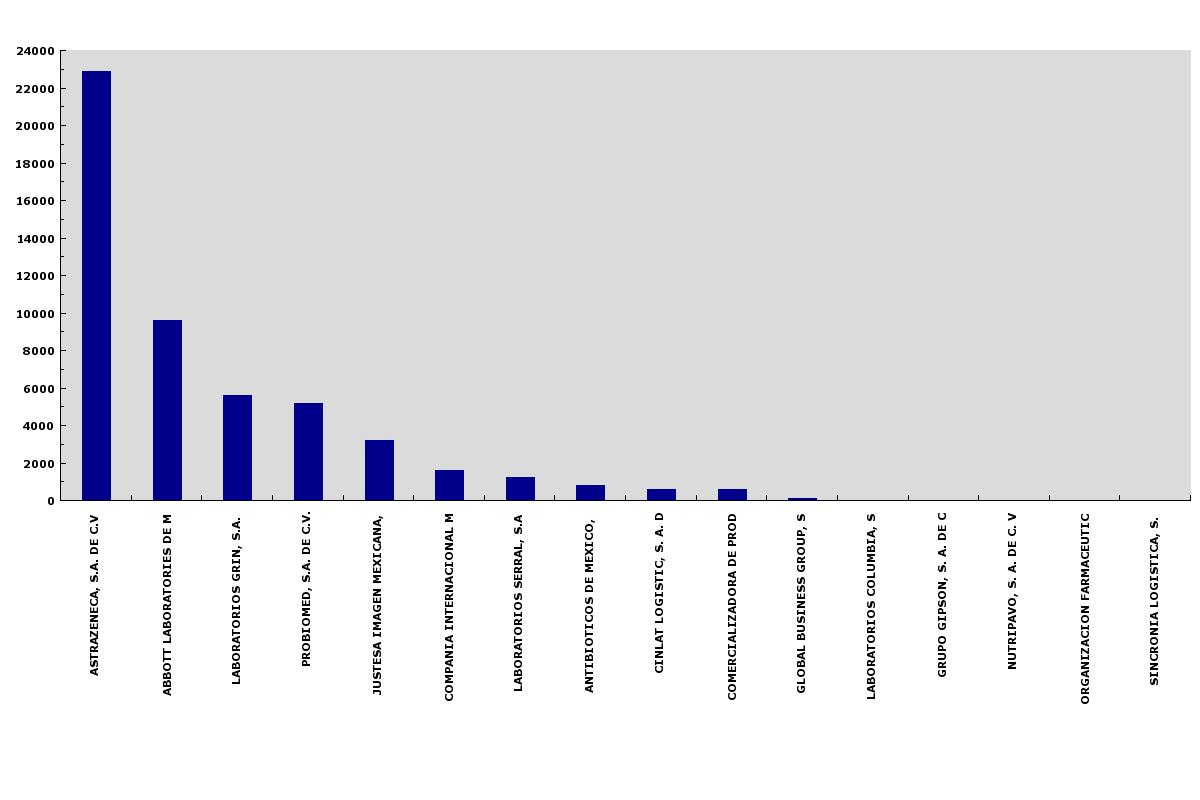 24000
22000
20000
18000
16000
14000
12000
10000
8000
6000
4000
2000
0
ASTRAZENECA, S.A. DE C.V
ABBOTT LABORATORIES DE M
LABORATORIOS GRIN, S.A.
PROBIOMED, S.A. DE C.V.
JUSTESA IMAGEN MEXICANA,
COMPANIA INTERNACIONAL M
LABORATORIOS SERRAL, S.A
ANTIBIOTICOS DE MEXICO,
CINLAT LOGISTIC, S. A. D
COMERCIALIZADORA DE PROD
GLOBAL BUSINESS GROUP, S
LABORATORIOS COLUMBIA, S
GRUPO GIPSON, S. A. DE C
NUTRIPAVO, S. A. DE C. V
ORGANIZACION FARMACEUTIC
SINCRONIA LOGISTICA, S.